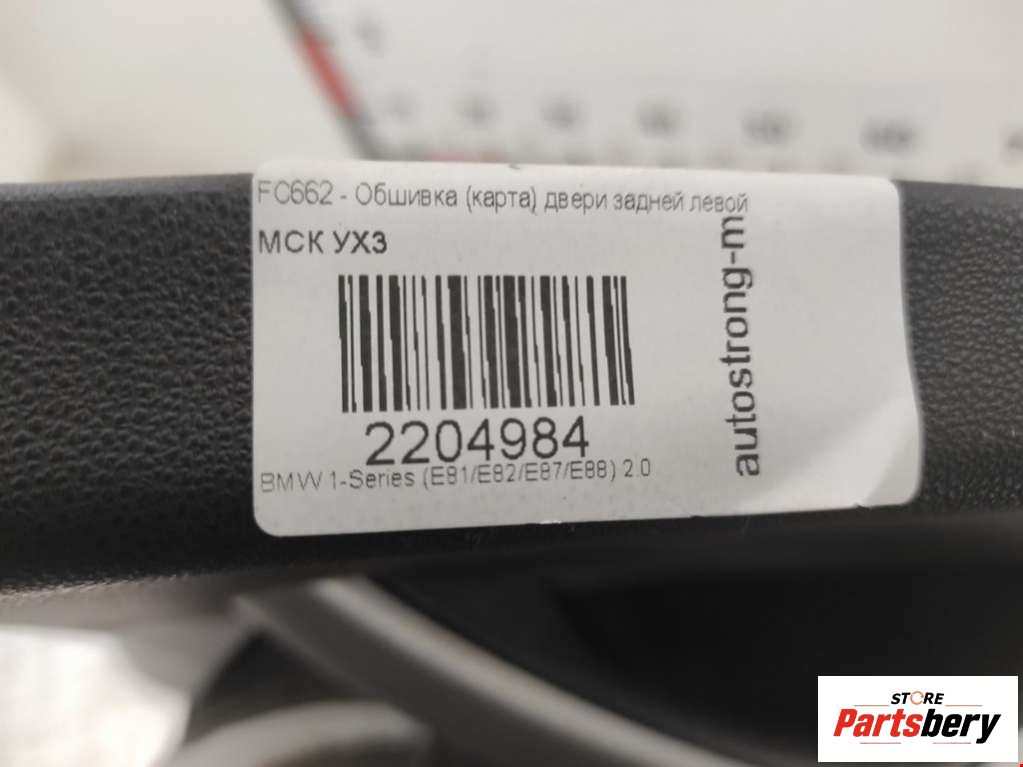 FC662 - Обшивка (карта) двери задней левой
МСК УХЗ
2204984
BMW 1-Series (E81/E82/E87/E88) 2.0
autostrong-m
STORE
Partsbery